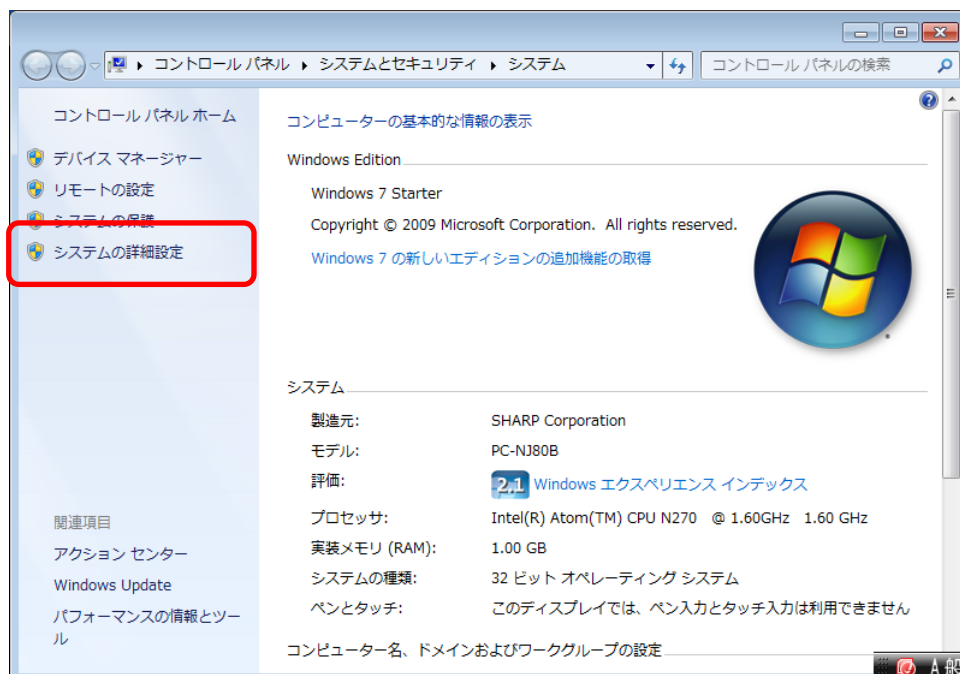 コントロール パネル ▸ システムとセキュリティ ▸ システム
コントロール パネルの検索
コントロール パネル ホーム
デバイス マネージャー
リモートの設定
システムの保護
システムの詳細設定
関連項目
アクション センター
Windows Update
パフォーマンスの情報とツー
ル
コンピューターの基本的な情報の表示
Windows Edition
Windows 7 Starter
Copyright © 2009 Microsoft Corporation. All rights reserved.
Windows 7 の新しいエディションの追加機能の取得
システム
製造元: SHARP Corporation
モデル: PC-NJ80B
評価: 2.1 Windows エクスペリエンス インデックス
プロセッサ: Intel(R) Atom(TM) CPU N270 @ 1.60GHz 1.60 GHz
実装メモリ (RAM): 1.00 GB
システムの種類: 32 ビット オペレーティング システム
ペンとタッチ: このディスプレイでは、ペン入力とタッチ入力は利用できません
コンピューター名、ドメインおよびワークグループの設定
A 般